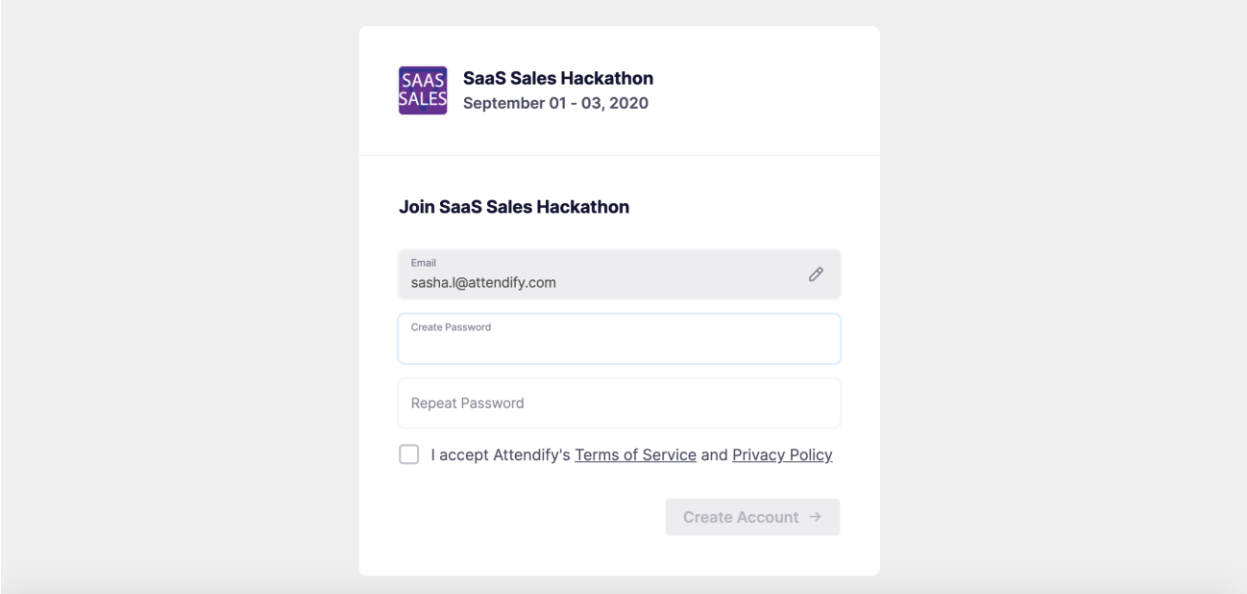 SAAS
SALES
SaaS Sales Hackathon
September 01 - 03, 2020
Join SaaS Sales Hackathon
Email
sasha.l@attendify.com
Create Password
Repeat Password
I accept Attendify's Terms of Service and Privacy Policy
Create Account →